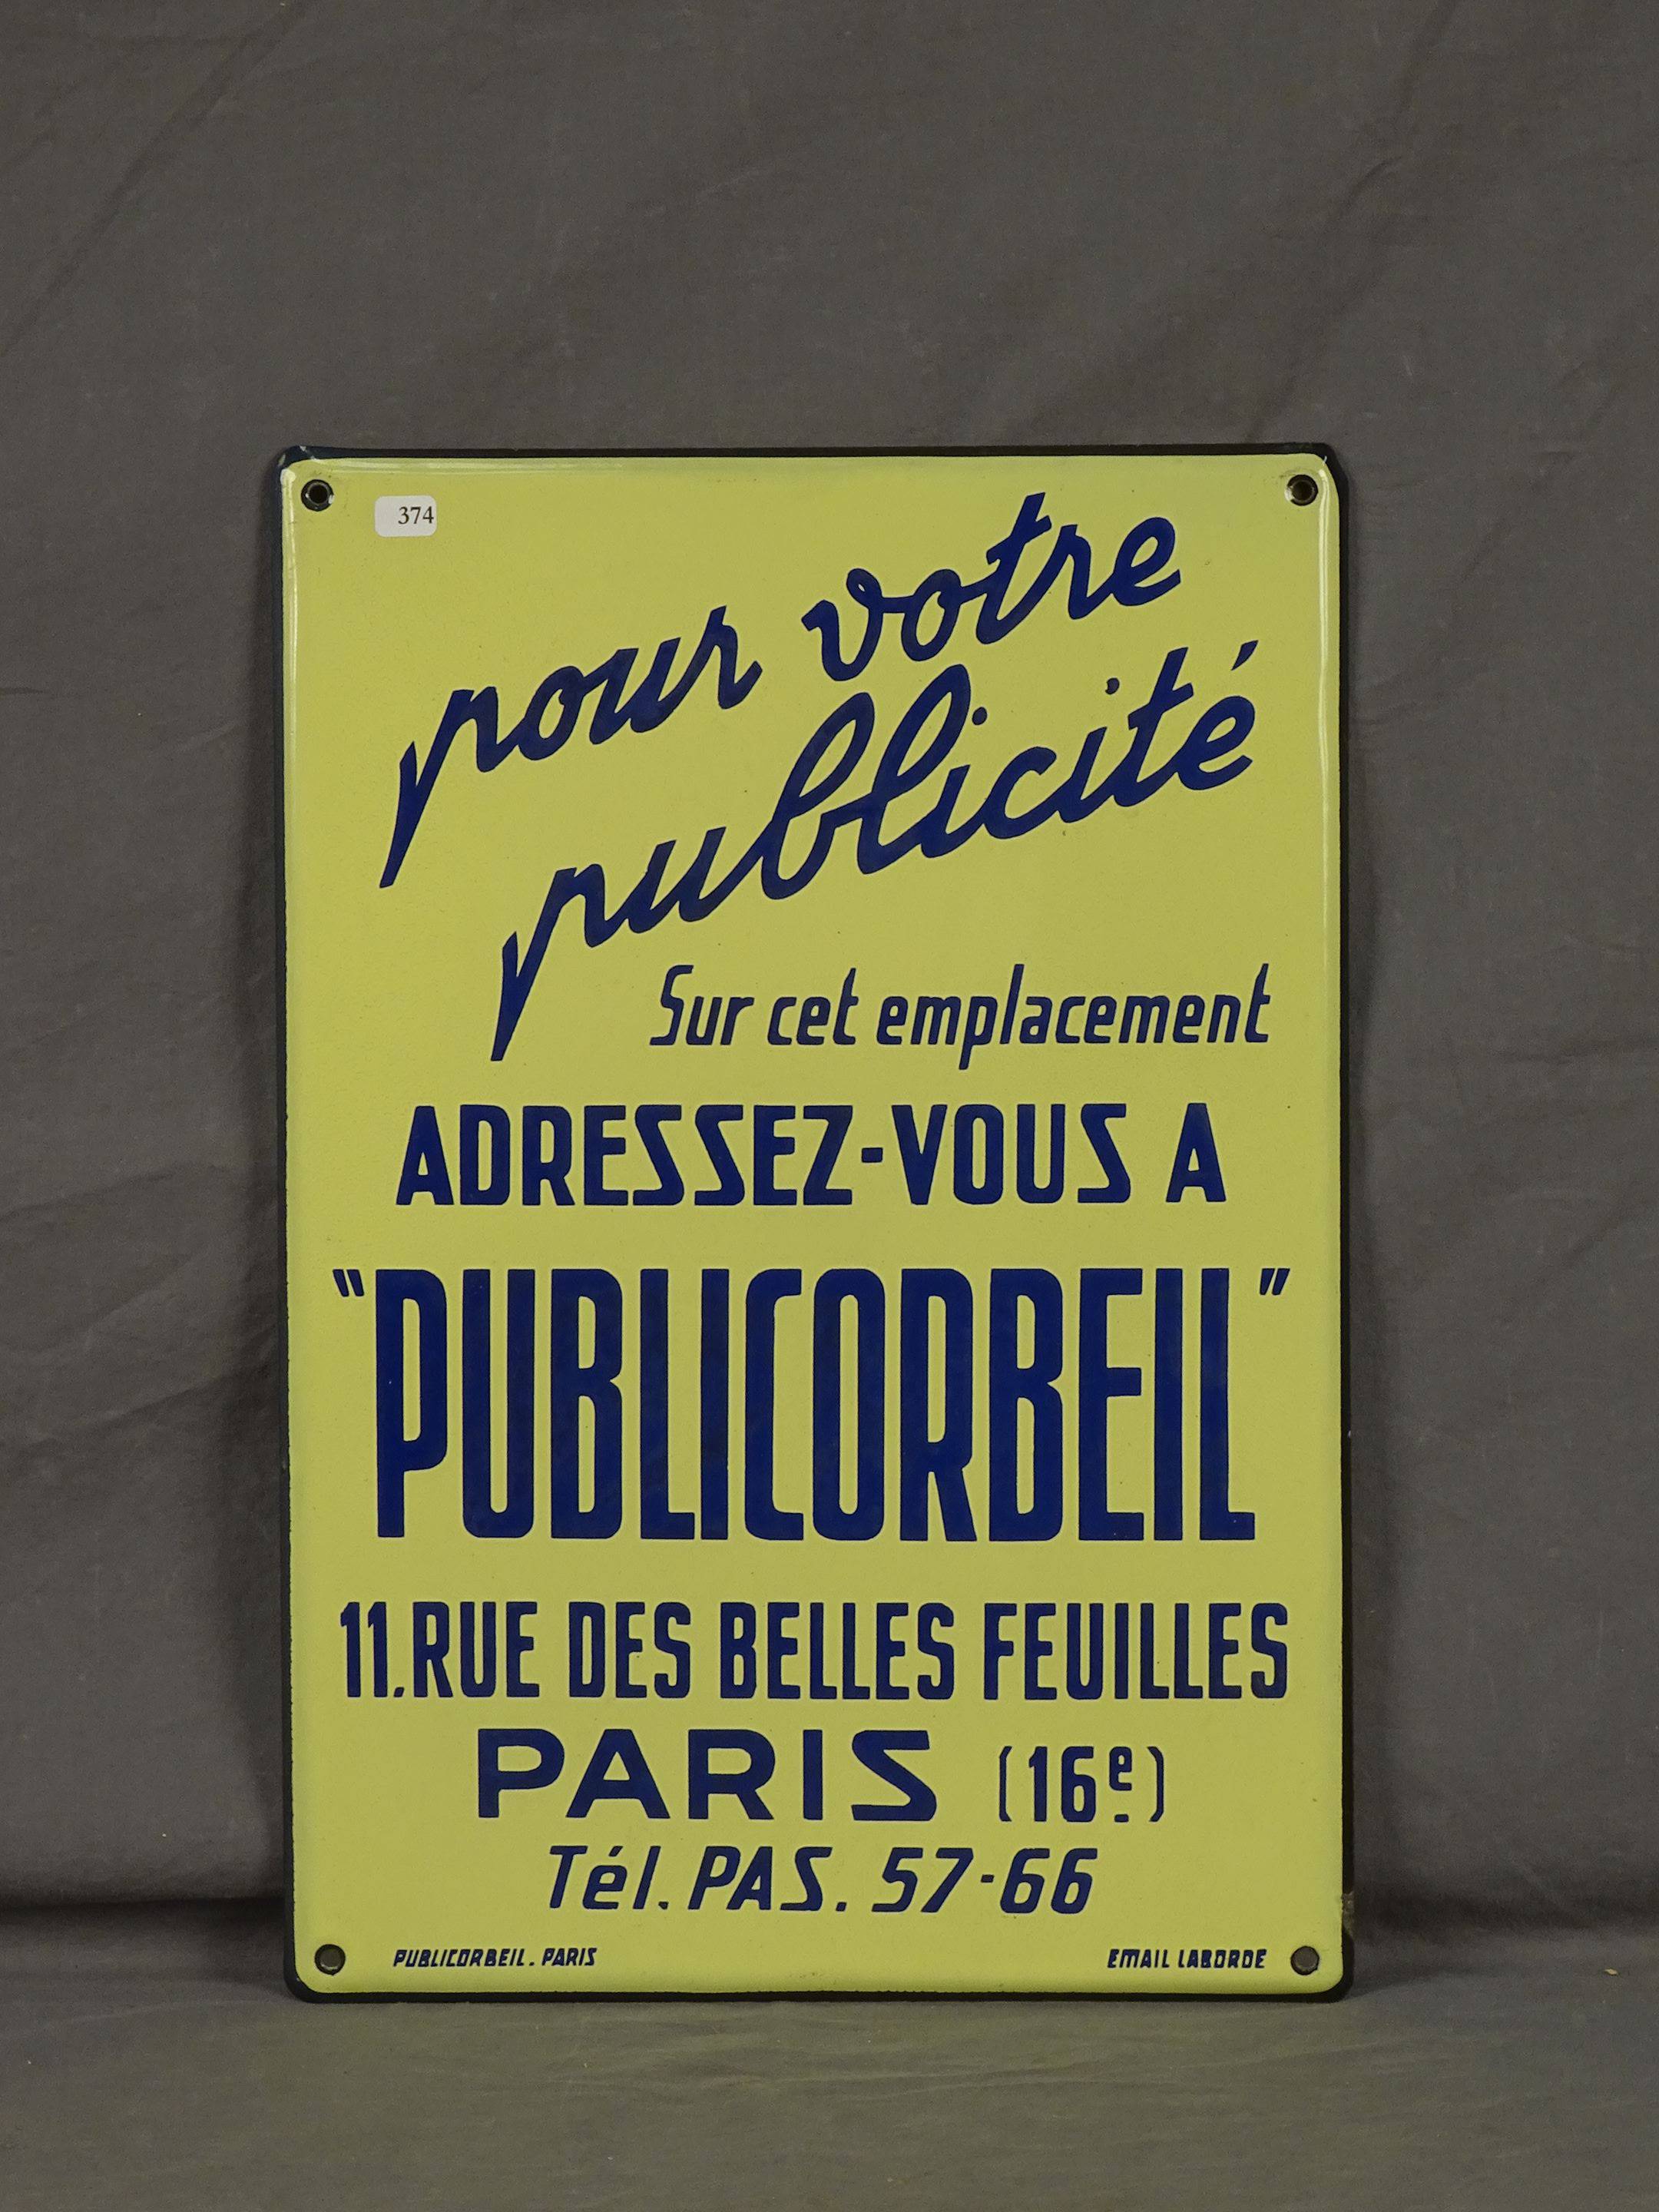 374
pour votre
publicité
Sur cet emplacement
ADRESSEZ-VOUS A
"PUBLICORBEIL"
11.RUE DES BELLES FEUILLES
PARIS (16e)
Tél. PAS. 57-66
PUBLICORBEIL. PARIS
EMAIL LABORDE